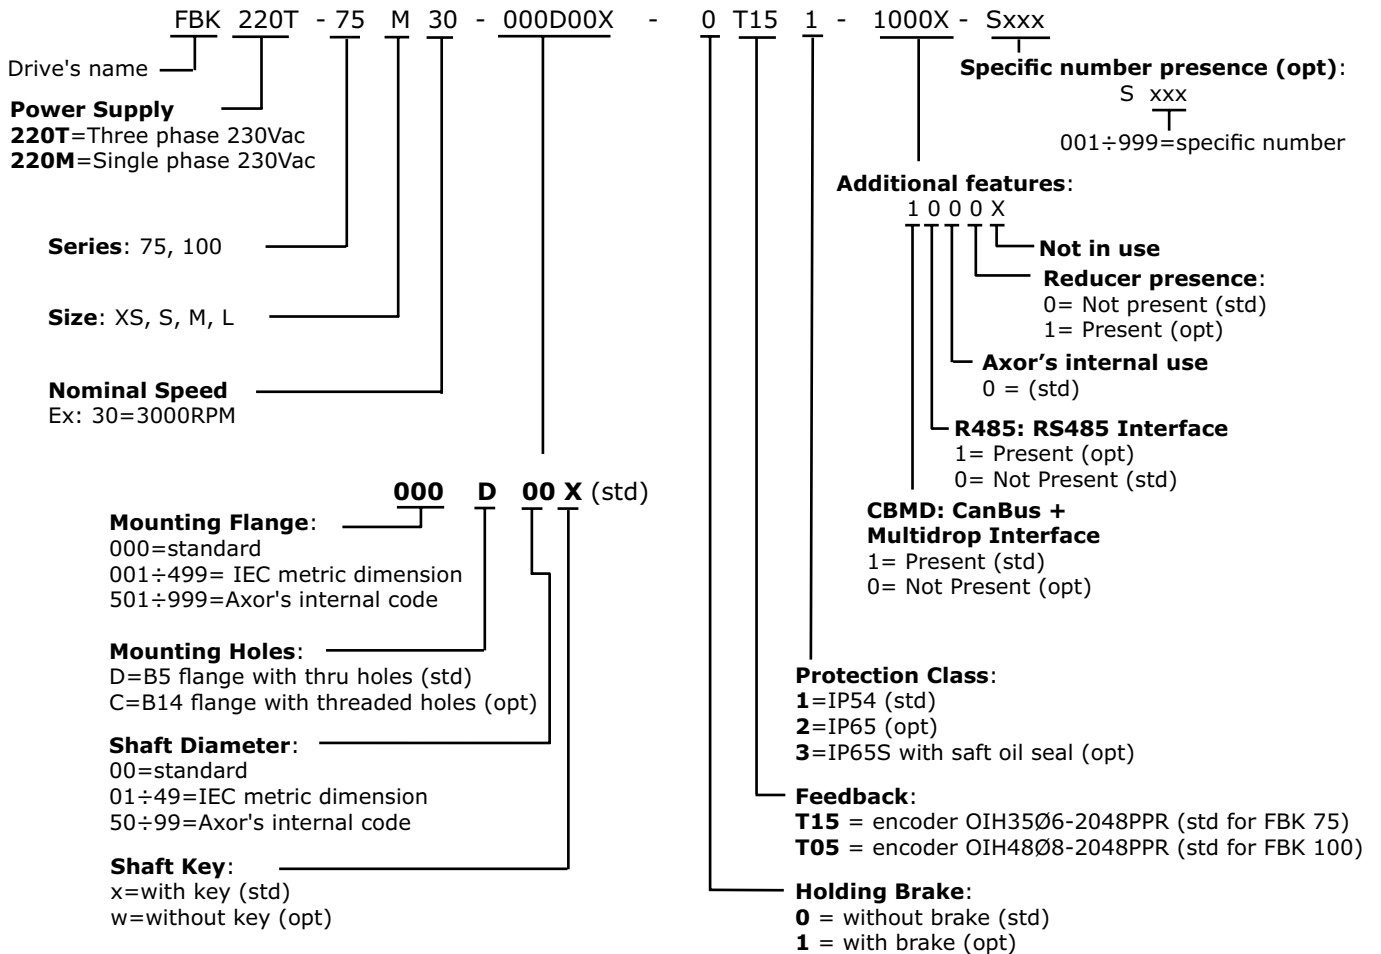 FBK 220T - 75 M 30 - 000D00X - 0 T15 1 - 1000X - Sxxx
Drive's name
Power Supply
220T=Three phase 230Vac
220M=Single phase 230Vac
Series: 75, 100
Size: XS, S, M, L
Nominal Speed
Ex: 30=3000RPM
000 D 00 X (std)
Mounting Flange:
000=standard
001÷499= IEC metric dimension
501÷999=Axor's internal code
Mounting Holes:
D=B5 flange with thru holes (std)
C=B14 flange with threaded holes (opt)
Shaft Diameter:
00=standard
01÷49=IEC metric dimension
50÷99=Axor's internal code
Shaft Key:
x=with key (std)
w=without key (opt)
Specific number presence (opt):
S xxx
001÷999=specific number
Additional features:
1 0 0 0 X
Not in use
Reducer presence:
0= Not present (std)
1= Present (opt)
Axor’s internal use
0 = (std)
R485: RS485 Interface
1= Present (opt)
0= Not Present (std)
CBMD: CanBus +
Multidrop Interface
1= Present (std)
0= Not Present (opt)
Protection Class:
1=IP54 (std)
2=IP65 (opt)
3=IP65S with saft oil seal (opt)
Feedback:
T15 = encoder OIH35Ø6-2048PPR (std for FBK 75)
T05 = encoder OIH48Ø8-2048PPR (std for FBK 100)
Holding Brake:
0 = without brake (std)
1 = with brake (opt)